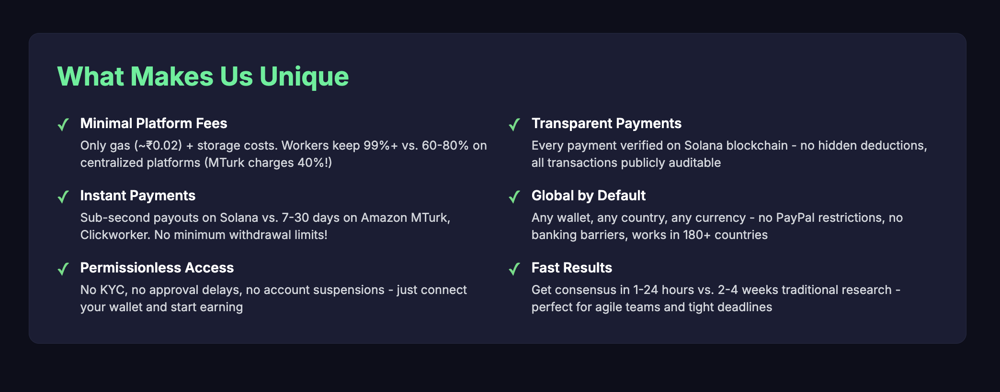 What Makes Us Unique
✓ Minimal Platform Fees
Only gas (~₹0.02) + storage costs. Workers keep 99%+ vs. 60-80% on
centralized platforms (MTurk charges 40%!)
✓ Transparent Payments
Every payment verified on Solana blockchain - no hidden deductions,
all transactions publicly auditable
✓ Instant Payments
Sub-second payouts on Solana vs. 7-30 days on Amazon MTurk,
Clickworker. No minimum withdrawal limits!
✓ Global by Default
Any wallet, any country, any currency - no PayPal restrictions, no
banking barriers, works in 180+ countries
✓ Permissionless Access
No KYC, no approval delays, no account suspensions - just connect
your wallet and start earning
✓ Fast Results
Get consensus in 1-24 hours vs. 2-4 weeks traditional research -
perfect for agile teams and tight deadlines